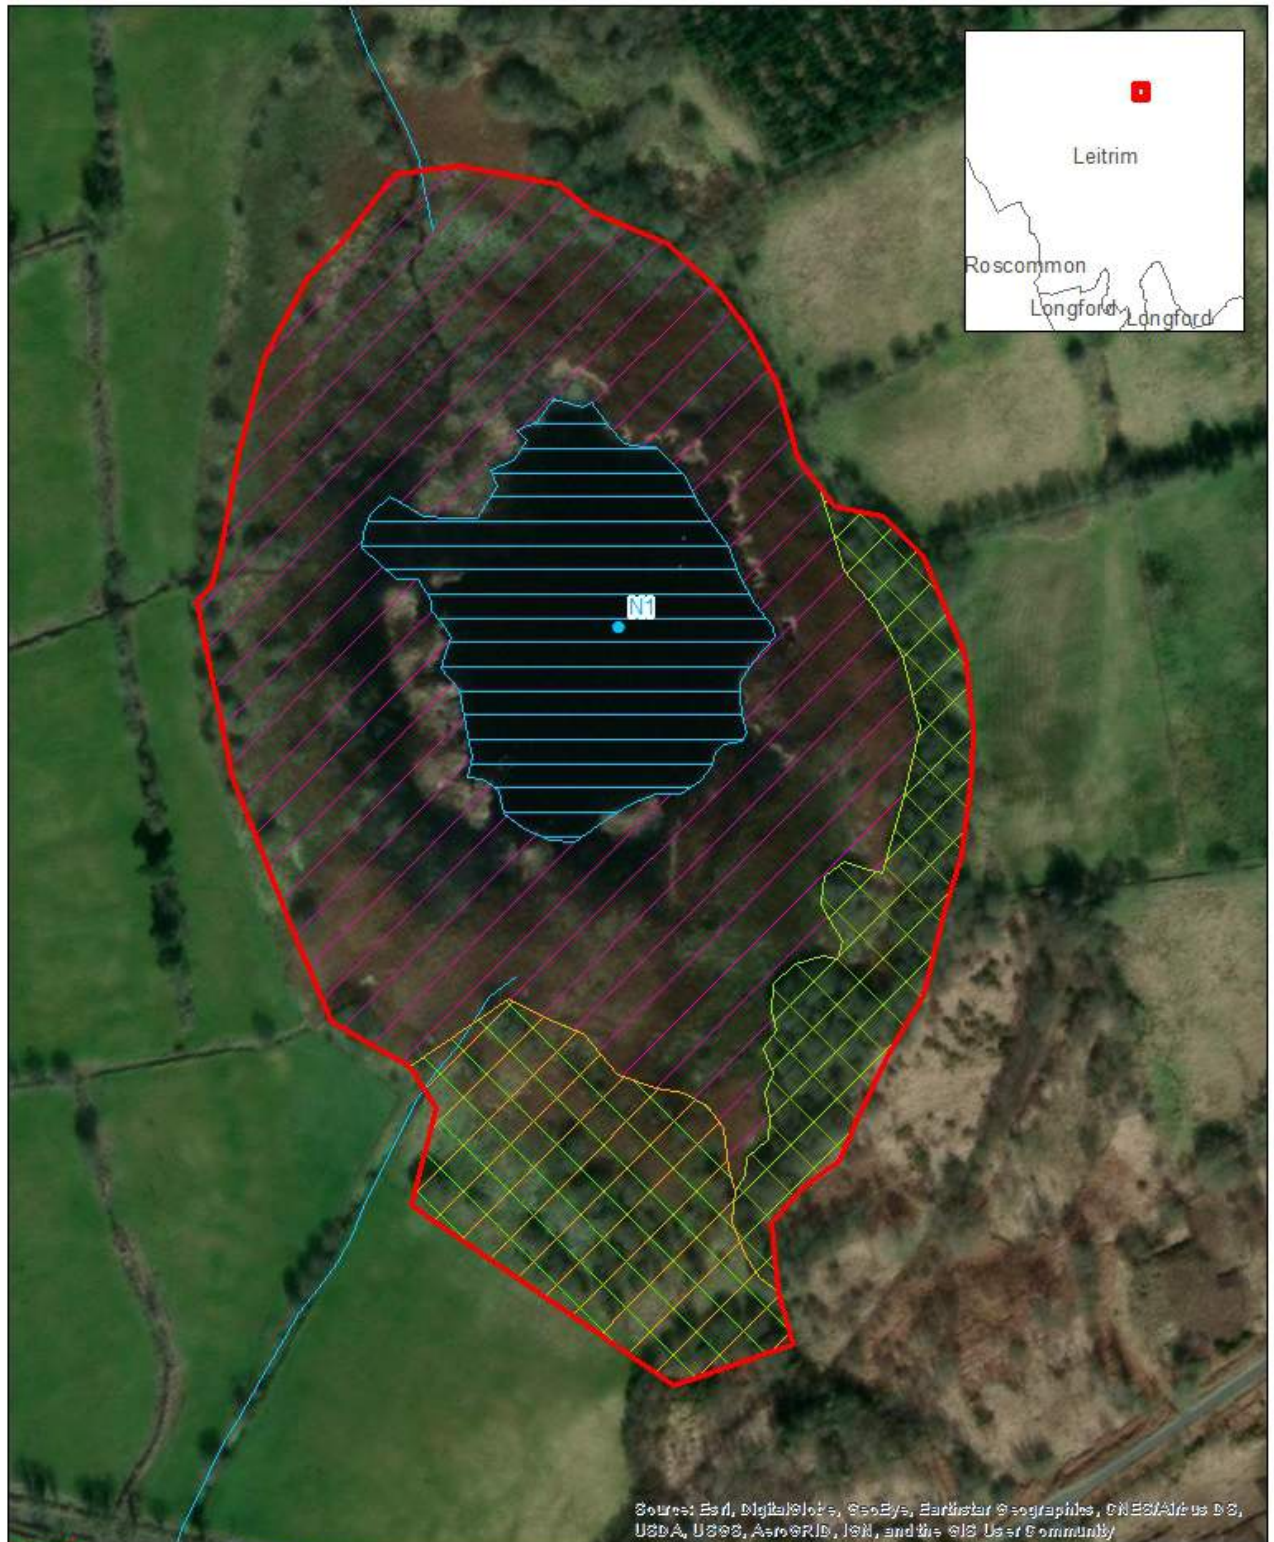 Leitrim
Roscommon
Longford
Longford
N1
Source: Esri, DigitalGlobe, GeoEye, Earthstar Geographics, CNES/Airbus DS,
USDA, USGS, AeroGRID, IGN, and the GIS User Community